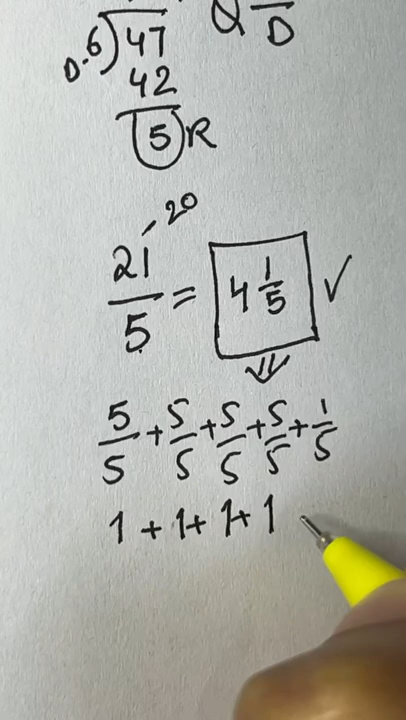 Q — D
D. 6)47
42
5 R
20
21/5 = 4 1/5 ✓
⇓
5/5 + 5/5 + 5/5 + 5/5 + 1/5
1 + 1 + 1 + 1